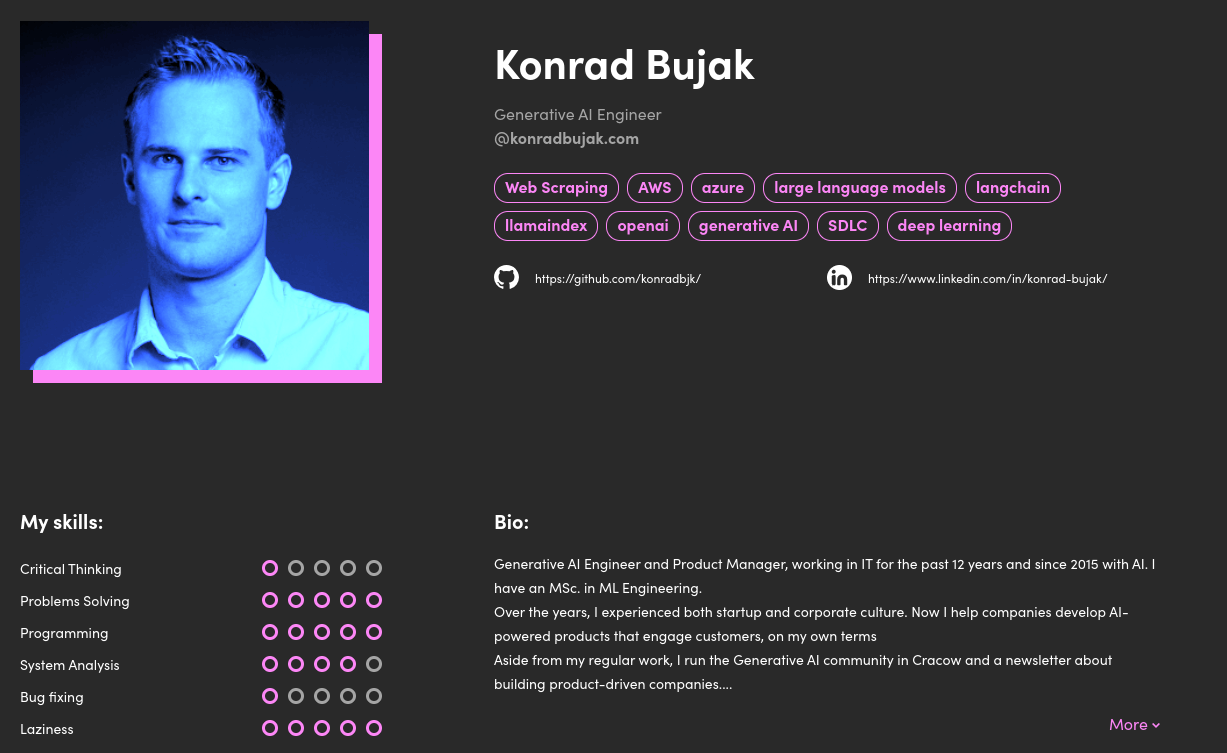 Konrad Bujak
Generative AI Engineer
@konradbujak.com
Web Scraping AWS azure large language models langchain
llamaindex openai generative AI SDLC deep learning
https://github.com/konradbjk/ https://www.linkedin.com/in/konrad-bujak/
My skills:
Critical Thinking
Problems Solving
Programming
System Analysis
Bug fixing
Laziness
Bio:
Generative AI Engineer and Product Manager, working in IT for the past 12 years and since 2015 with AI. I
have an MSc. in ML Engineering.
Over the years, I experienced both startup and corporate culture. Now I help companies develop AI-
powered products that engage customers, on my own terms
Aside from my regular work, I run the Generative AI community in Cracow and a newsletter about
building product-driven companies....
More